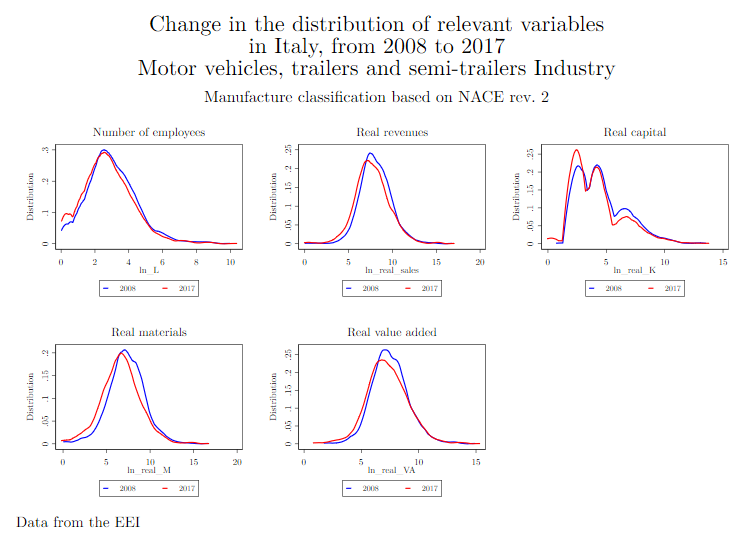 Change in the distribution of relevant variables
in Italy, from 2008 to 2017
Motor vehicles, trailers and semi-trailers Industry
Manufacture classification based on NACE rev. 2
Number of employees
Distribution
0 .1 .2 .3
0 2 4 6 8 10
ln_L
2008 2017
Real revenues
Distribution
0 .05 .1 .15 .2 .25
0 5 10 15 20
ln_real_sales
2008 2017
Real capital
Distribution
0 .05 .1 .15 .2 .25
0 5 10 15
ln_real_K
2008 2017
Real materials
Distribution
0 .05 .1 .15 .2
0 5 10 15 20
ln_real_M
2008 2017
Real value added
Distribution
0 .05 .1 .15 .2 .25
0 5 10 15
ln_real_VA
2008 2017
Data from the EEI